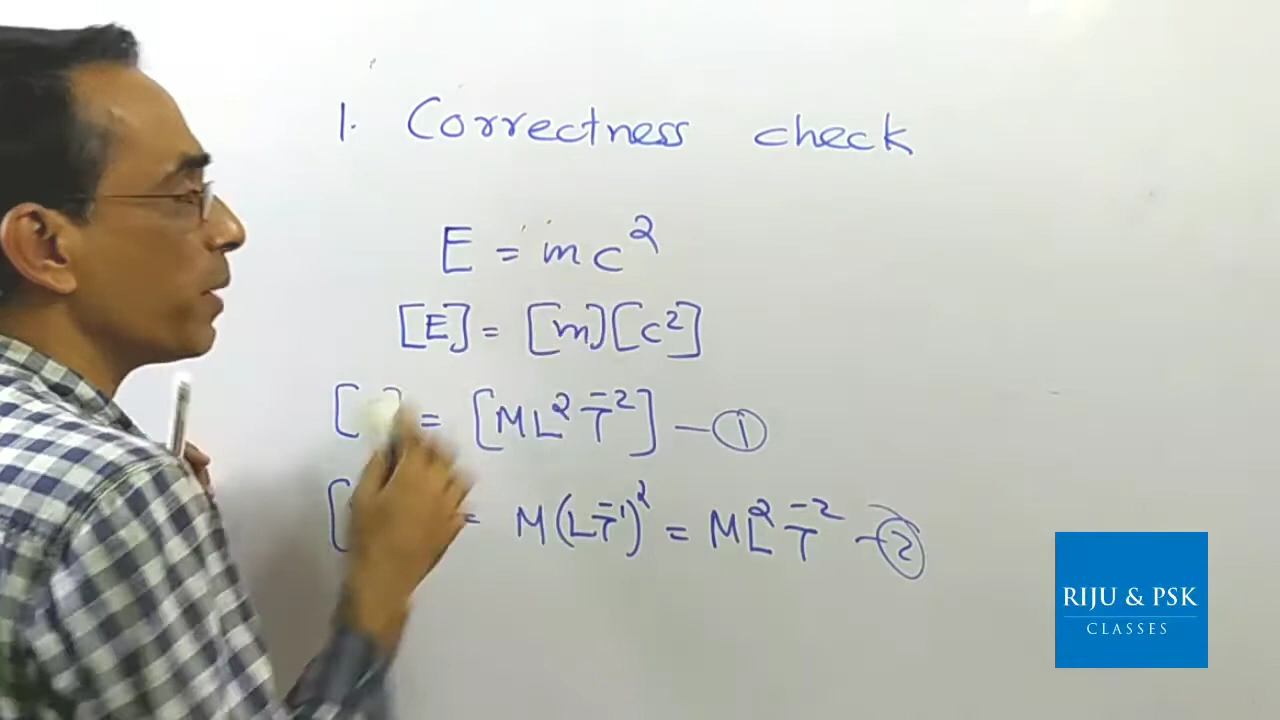 1. Correctness check
E = mc²
[E] = [m][c²]
[ ] = [ML²T⁻²] — ①
[ = M(LT⁻¹)² = ML²T⁻² — ②
RIJU & PSK
CLASSES